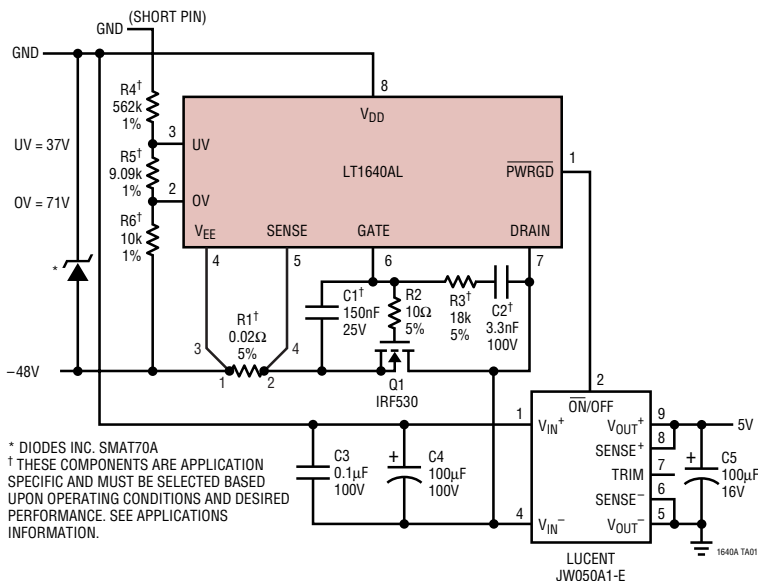 (SHORT PIN)
GND
GND
R4†
562k
1%
UV = 37V
R5†
9.09k
1%
OV = 71V
R6†
10k
1%
*
8
VDD
3
UV
LT1640AL
PWRGD
1
2
OV
VEE
SENSE
GATE
DRAIN
4
5
6
7
C1†
150nF
25V
R2
10Ω
5%
R3†
18k
5%
C2†
3.3nF
100V
R1†
0.02Ω
5%
3
4
1
2
–48V
Q1
IRF530
2
ON/OFF
1
VIN+
VOUT+
9
5V
SENSE+
8
TRIM
7
SENSE–
6
4
VIN–
VOUT–
5
+
C5
100µF
16V
C3
0.1µF
100V
+
C4
100µF
100V
* DIODES INC. SMAT70A
† THESE COMPONENTS ARE APPLICATION
SPECIFIC AND MUST BE SELECTED BASED
UPON OPERATING CONDITIONS AND DESIRED
PERFORMANCE. SEE APPLICATIONS
INFORMATION.
1640A TA01
LUCENT
JW050A1-E